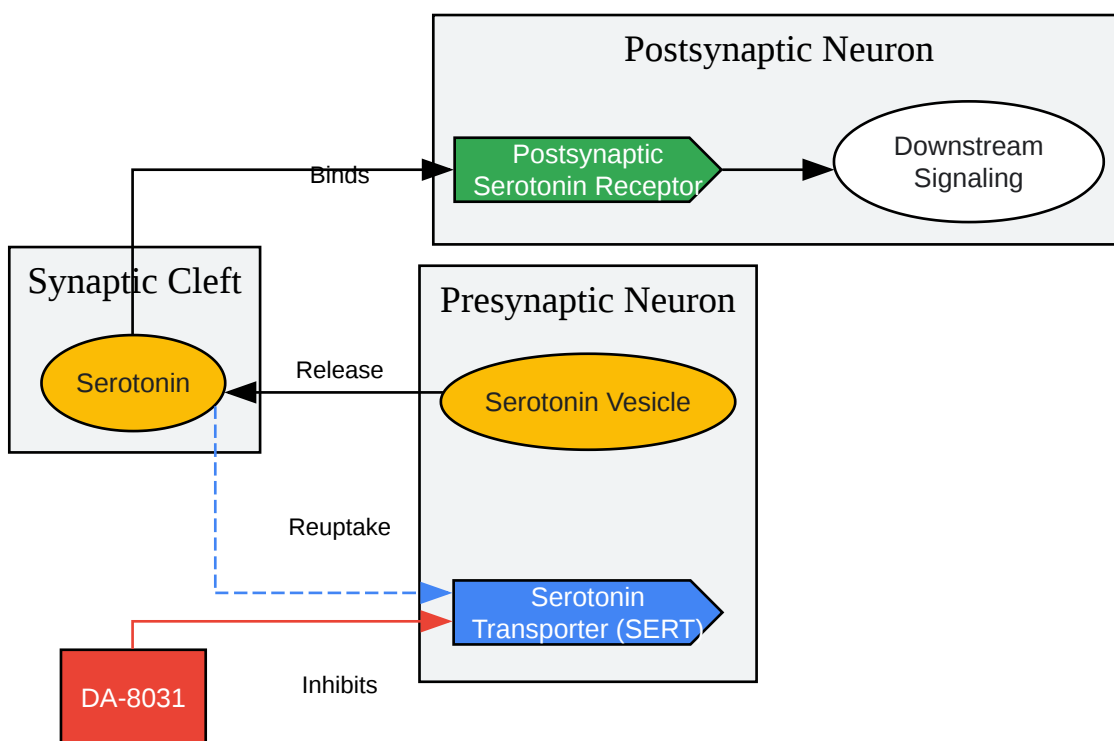 Postsynaptic Neuron
Postsynaptic
Serotonin Receptor
Downstream
Signaling
Binds
Synaptic Cleft
Serotonin
Presynaptic Neuron
Release
Serotonin Vesicle
Reuptake
Serotonin
Transporter (SERT)
Inhibits
DA-8031